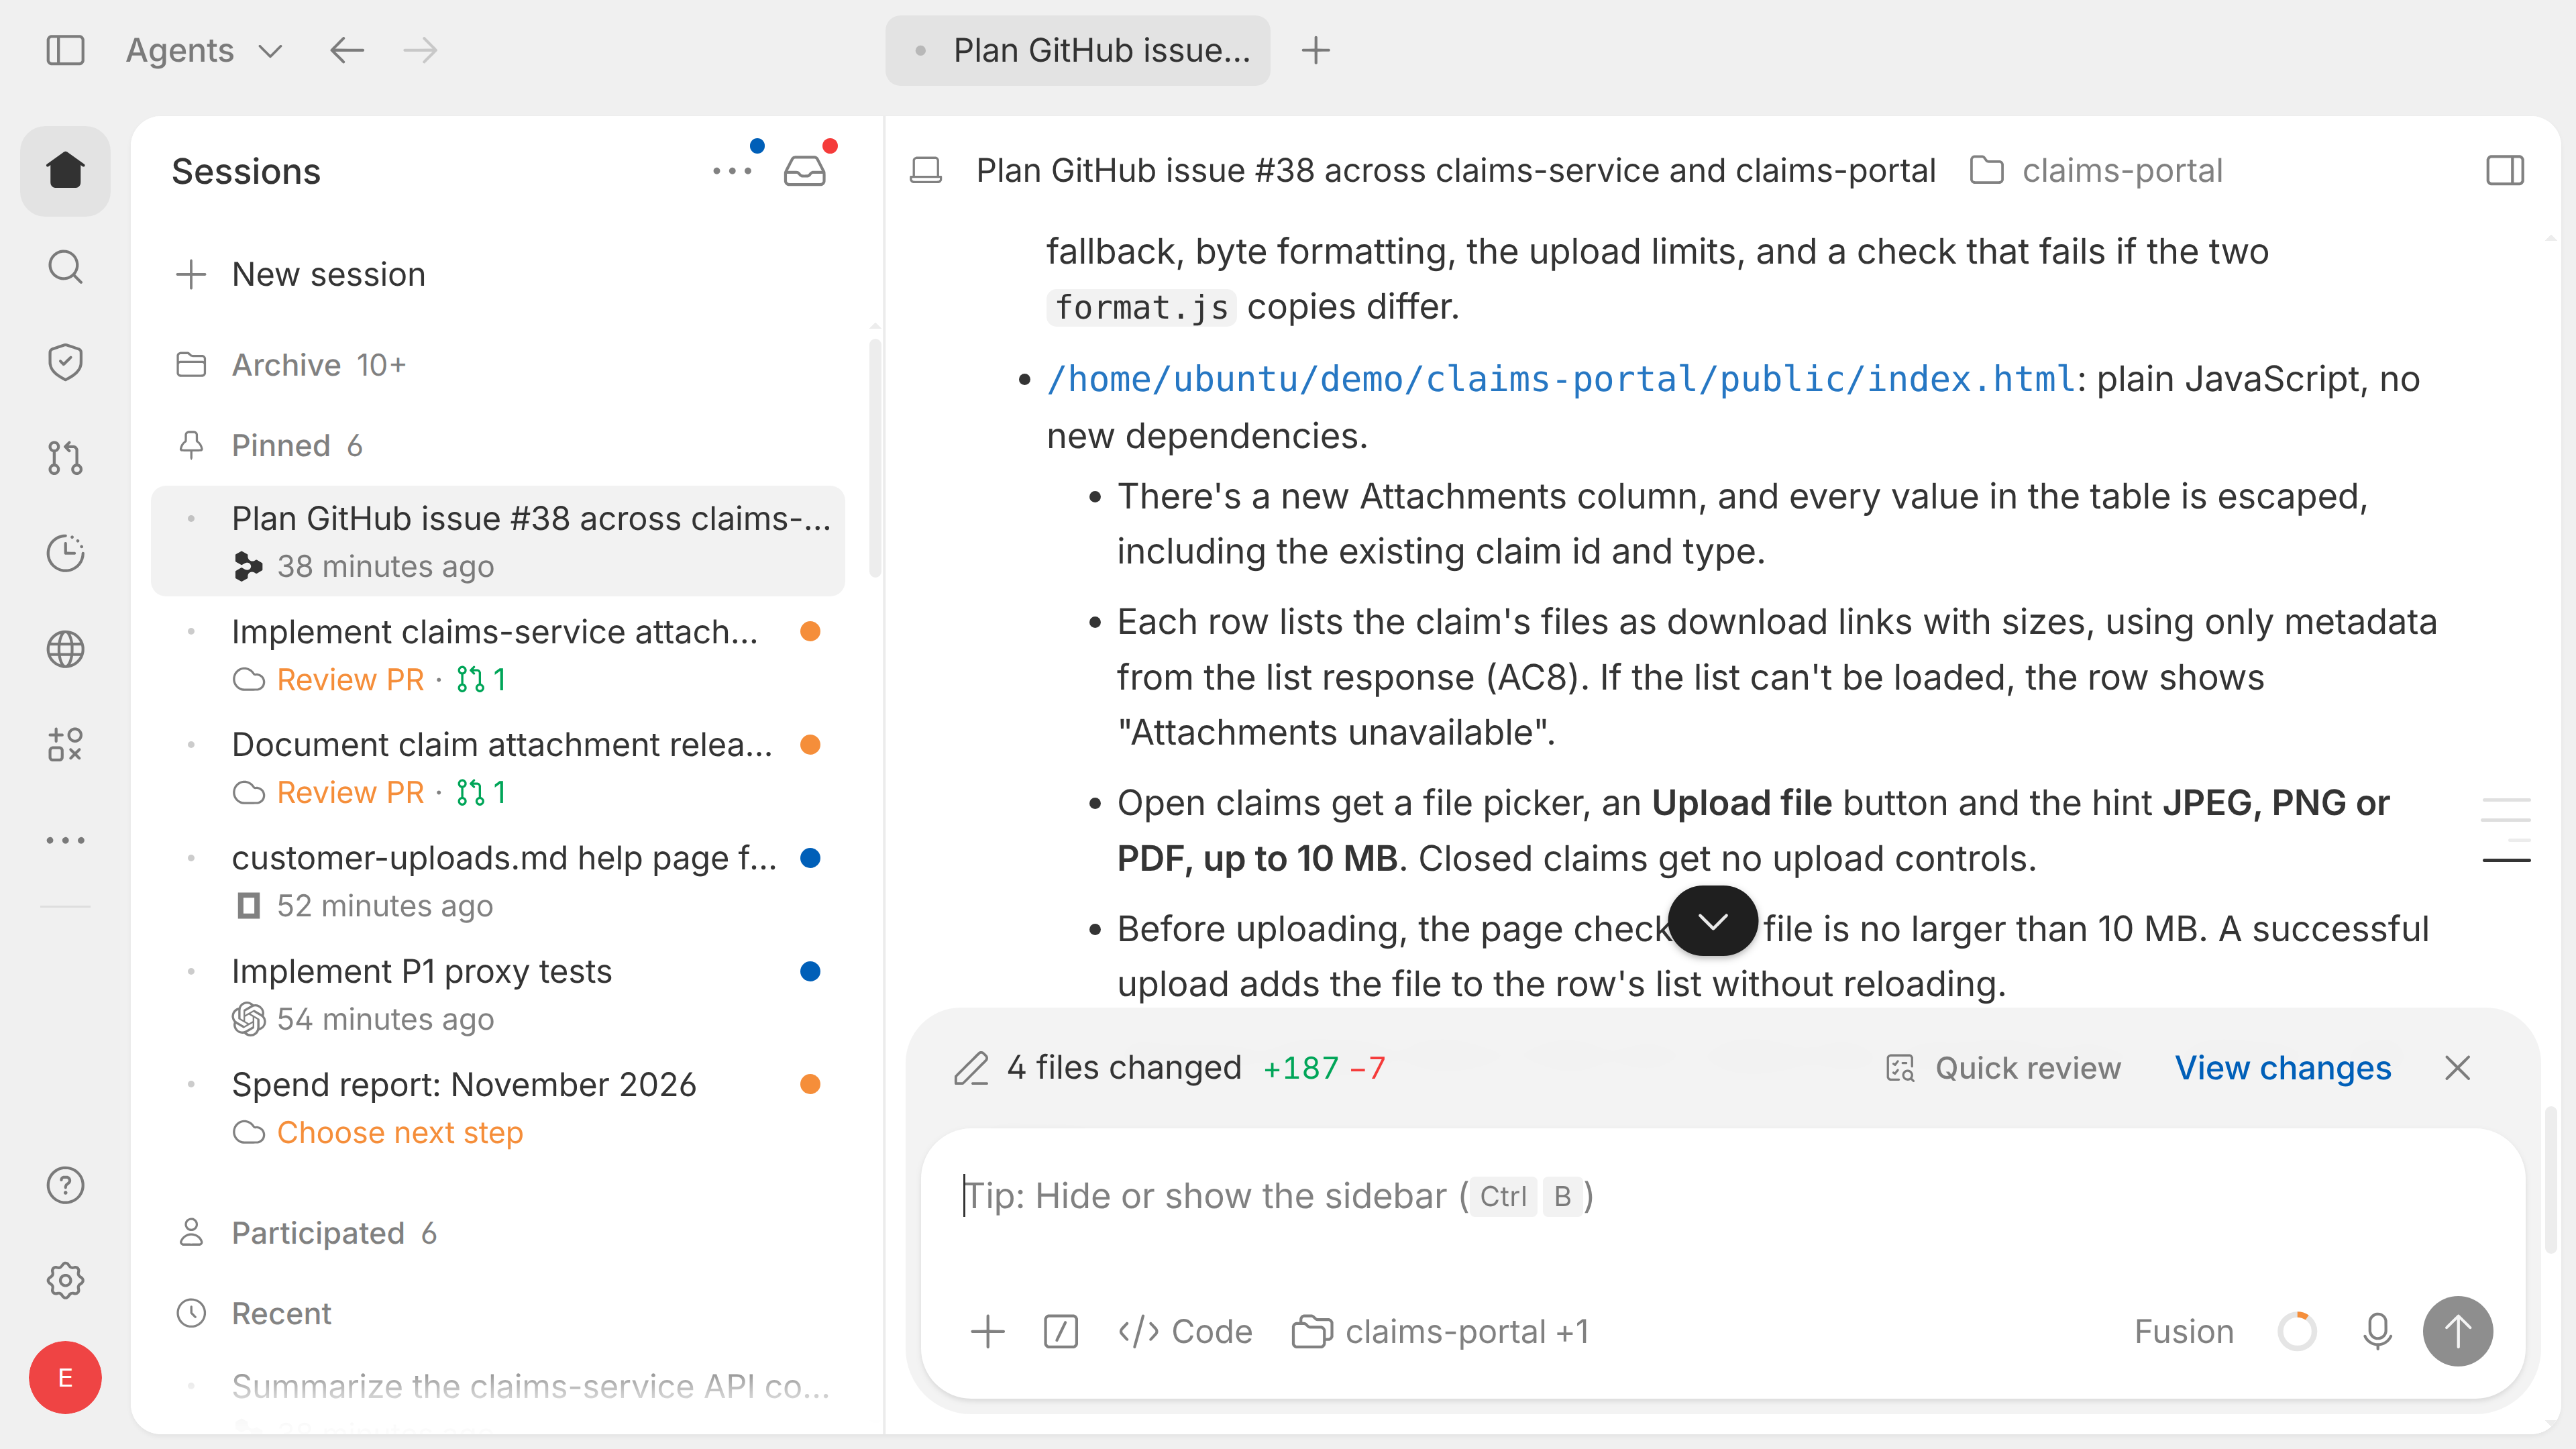 Agents
Plan GitHub issue...
Sessions
New session
Archive 10+
Pinned 6
Plan GitHub issue #38 across claims-...
38 minutes ago
Implement claims-service attach...
Review PR · 1
Document claim attachment relea...
Review PR · 1
customer-uploads.md help page f...
52 minutes ago
Implement P1 proxy tests
54 minutes ago
Spend report: November 2026
Choose next step
Participated 6
Recent
Summarize the claims-service API co...
E
Plan GitHub issue #38 across claims-service and claims-portal claims-portal
fallback, byte formatting, the upload limits, and a check that fails if the two
format.js copies differ.
• /home/ubuntu/demo/claims-portal/public/index.html: plain JavaScript, no
new dependencies.
• There's a new Attachments column, and every value in the table is escaped,
including the existing claim id and type.
• Each row lists the claim's files as download links with sizes, using only metadata
from the list response (AC8). If the list can't be loaded, the row shows
"Attachments unavailable".
• Open claims get a file picker, an Upload file button and the hint JPEG, PNG or
PDF, up to 10 MB. Closed claims get no upload controls.
• Before uploading, the page check file is no larger than 10 MB. A successful
upload adds the file to the row's list without reloading.
4 files changed +187 −7 Quick review View changes
Tip: Hide or show the sidebar (Ctrl B)
Code claims-portal +1 Fusion